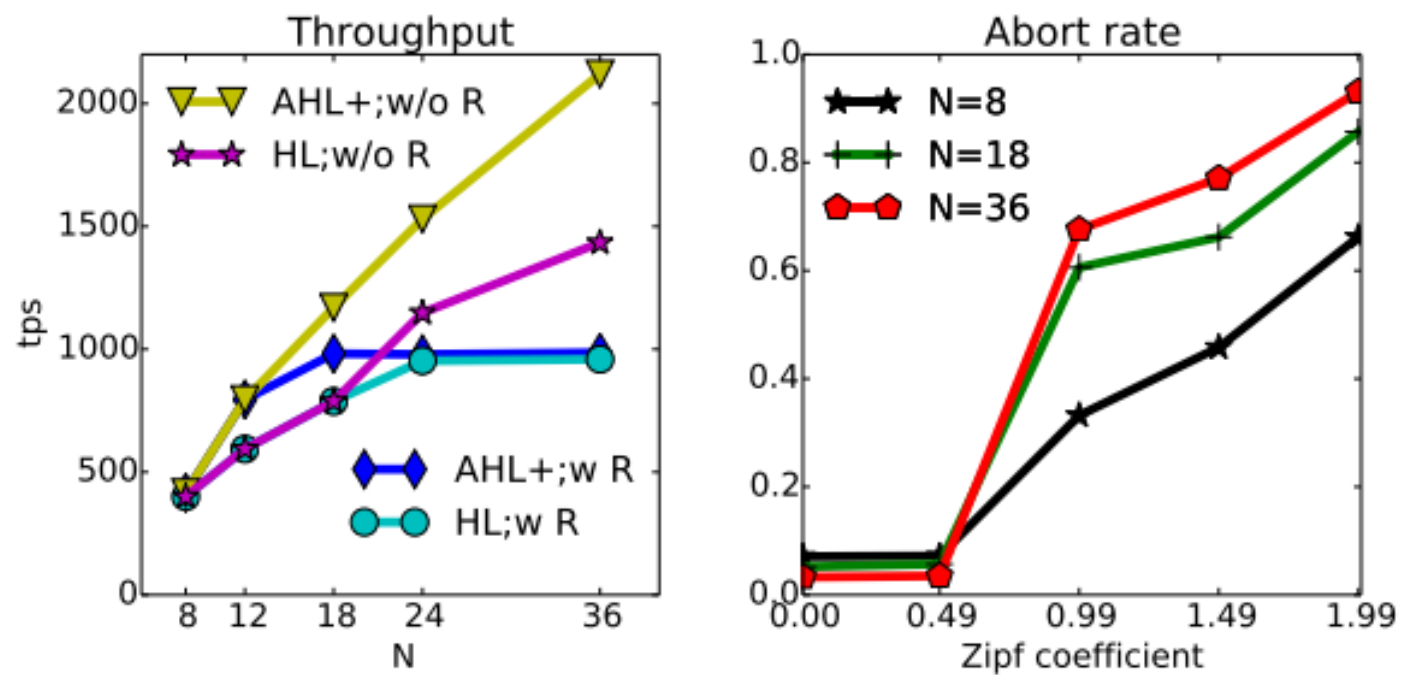 Throughput
2000
1500
1000
500
0
tps
AHL+;w/o R
HL;w/o R
AHL+;w R
HL;w R
8 12 18 24 36
N
Abort rate
1.0
0.8
0.6
0.4
0.2
0.0
N=8
N=18
N=36
0.00 0.49 0.99 1.49 1.99
Zipf coefficient